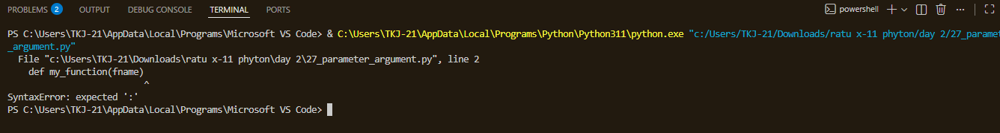 PROBLEMS 2 OUTPUT DEBUG CONSOLE TERMINAL PORTS powershell
PS C:\Users\TKJ-21\AppData\Local\Programs\Microsoft VS Code> & C:\Users\TKJ-21\AppData\Local\Programs\Python\Python311\python.exe "c:/Users/TKJ-21/Downloads/ratu x-11 phyton/day 2/27_paramet
_argument.py"
File "c:\Users\TKJ-21\Downloads\ratu x-11 phyton\day 2\27_parameter_argument.py", line 2
def my_function(fname)
^
SyntaxError: expected ':'
PS C:\Users\TKJ-21\AppData\Local\Programs\Microsoft VS Code>